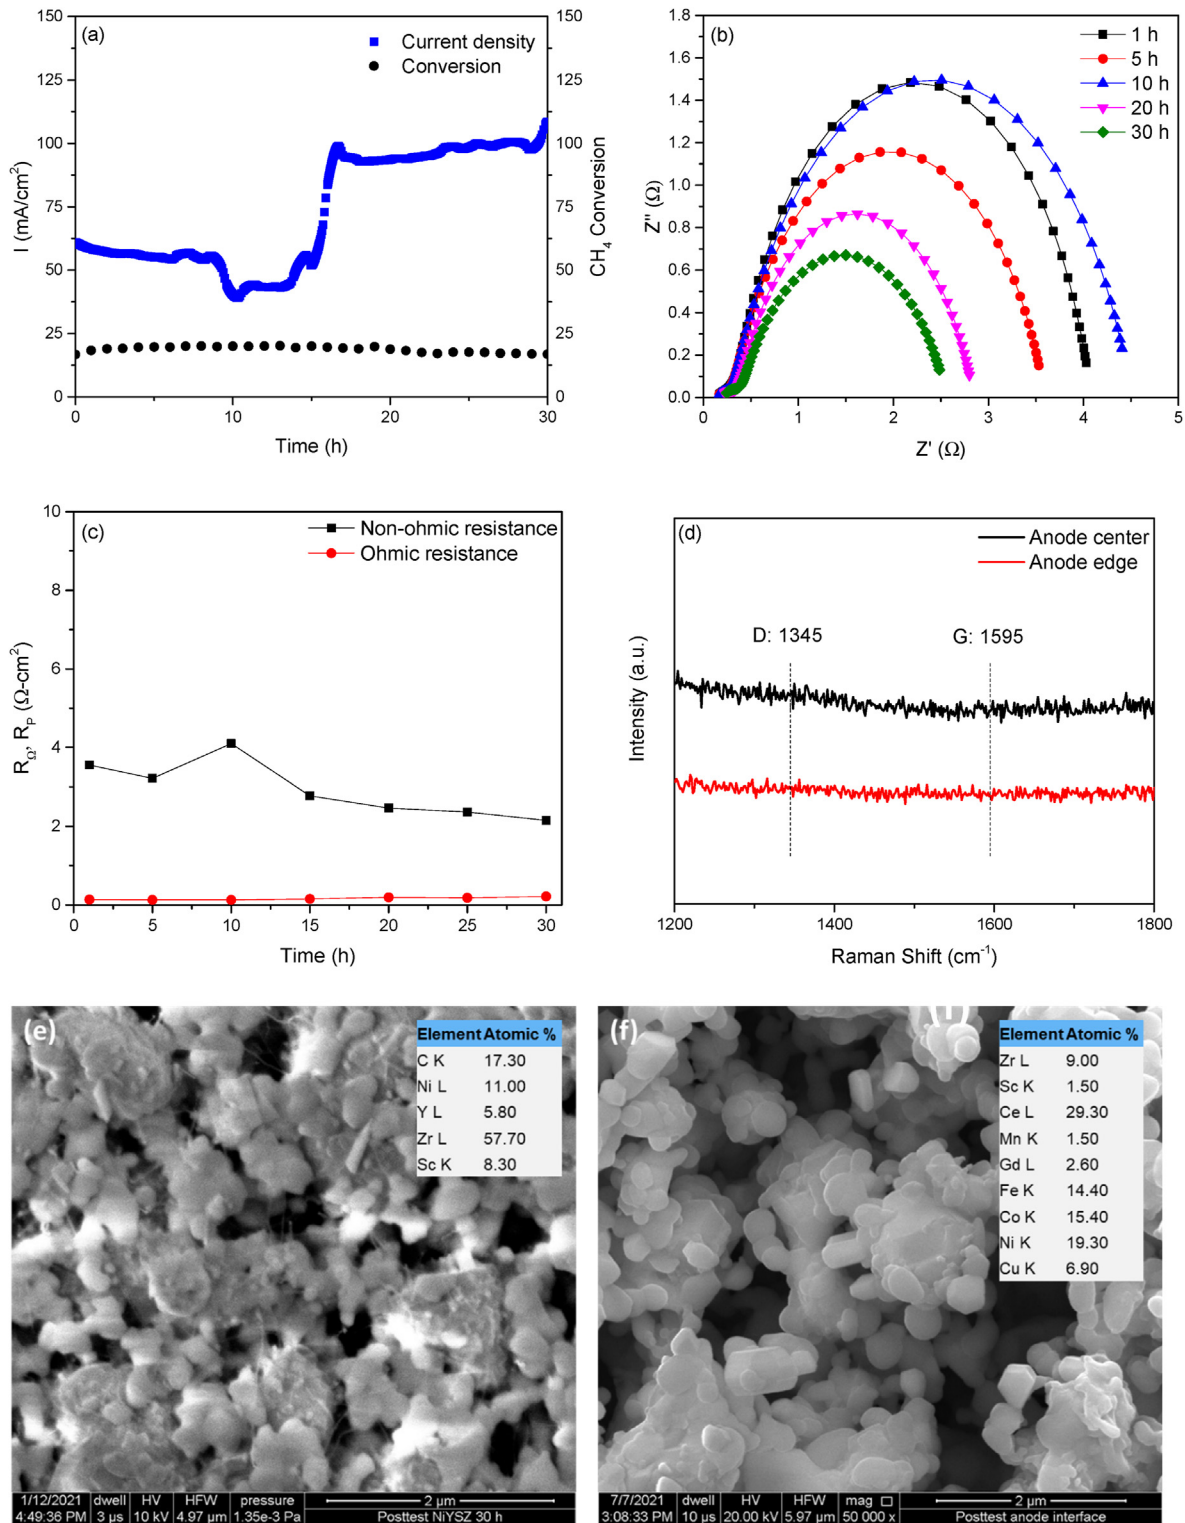 (a)
Current density
Conversion
150
125
100
75
50
25
0
150
125
100
75
50
25
0
0
10
20
30
I (mA/cm²)
CH₄ Conversion
Time (h)
(b)
1 h
5 h
10 h
20 h
30 h
1.8
1.6
1.4
1.2
1.0
0.8
0.6
0.4
0.2
0.0
0
1
2
3
4
5
Z'' (Ω)
Z' (Ω)
(c)
Non-ohmic resistance
Ohmic resistance
10
8
6
4
2
0
0
5
10
15
20
25
30
R_Ω, R_P (Ω-cm²)
Time (h)
(d)
Anode center
Anode edge
D: 1345
G: 1595
Intensity (a.u.)
1200
1400
1600
1800
Raman Shift (cm⁻¹)
(e)
Element Atomic %
C K 17.30
Ni L 11.00
Y L 5.80
Zr L 57.70
Sc K 8.30
1/12/2021 dwell HV HFW pressure 2 µm
4:49:36 PM 3 µs 10 kV 4.97 µm 1.35e-3 Pa Posttest NiYSZ 30 h
(f)
Element Atomic %
Zr L 9.00
Sc K 1.50
Ce L 29.30
Mn K 1.50
Gd L 2.60
Fe K 14.40
Co K 15.40
Ni K 19.30
Cu K 6.90
7/7/2021 dwell HV HFW mag 2 µm
3:08:33 PM 10 µs 20.00 kV 5.97 µm 50 000 x Posttest anode interface